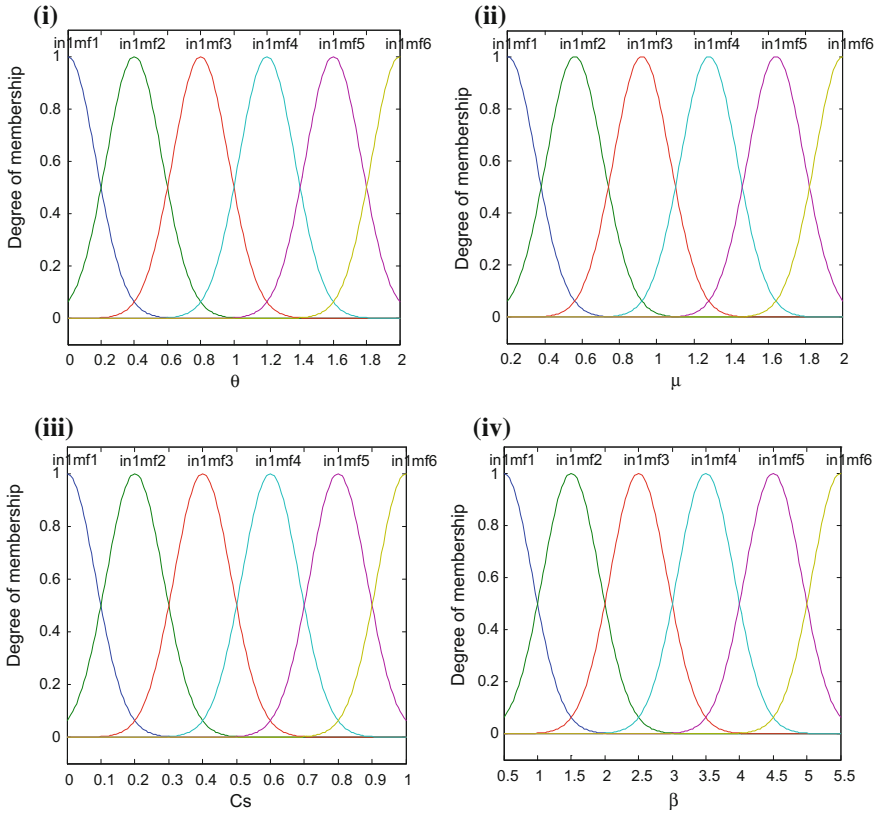 (i)
in1mf1 in1mf2 in1mf3 in1mf4 in1mf5 in1mf6
Degree of membership
1
0.8
0.6
0.4
0.2
0
0 0.2 0.4 0.6 0.8 1 1.2 1.4 1.6 1.8 2
θ
(ii)
in1mf1 in1mf2 in1mf3 in1mf4 in1mf5 in1mf6
Degree of membership
1
0.8
0.6
0.4
0.2
0
0.2 0.4 0.6 0.8 1 1.2 1.4 1.6 1.8 2
μ
(iii)
in1mf1 in1mf2 in1mf3 in1mf4 in1mf5 in1mf6
Degree of membership
1
0.8
0.6
0.4
0.2
0
0 0.1 0.2 0.3 0.4 0.5 0.6 0.7 0.8 0.9 1
Cs
(iv)
in1mf1 in1mf2 in1mf3 in1mf4 in1mf5 in1mf6
Degree of membership
1
0.8
0.6
0.4
0.2
0
0.5 1 1.5 2 2.5 3 3.5 4 4.5 5 5.5
β